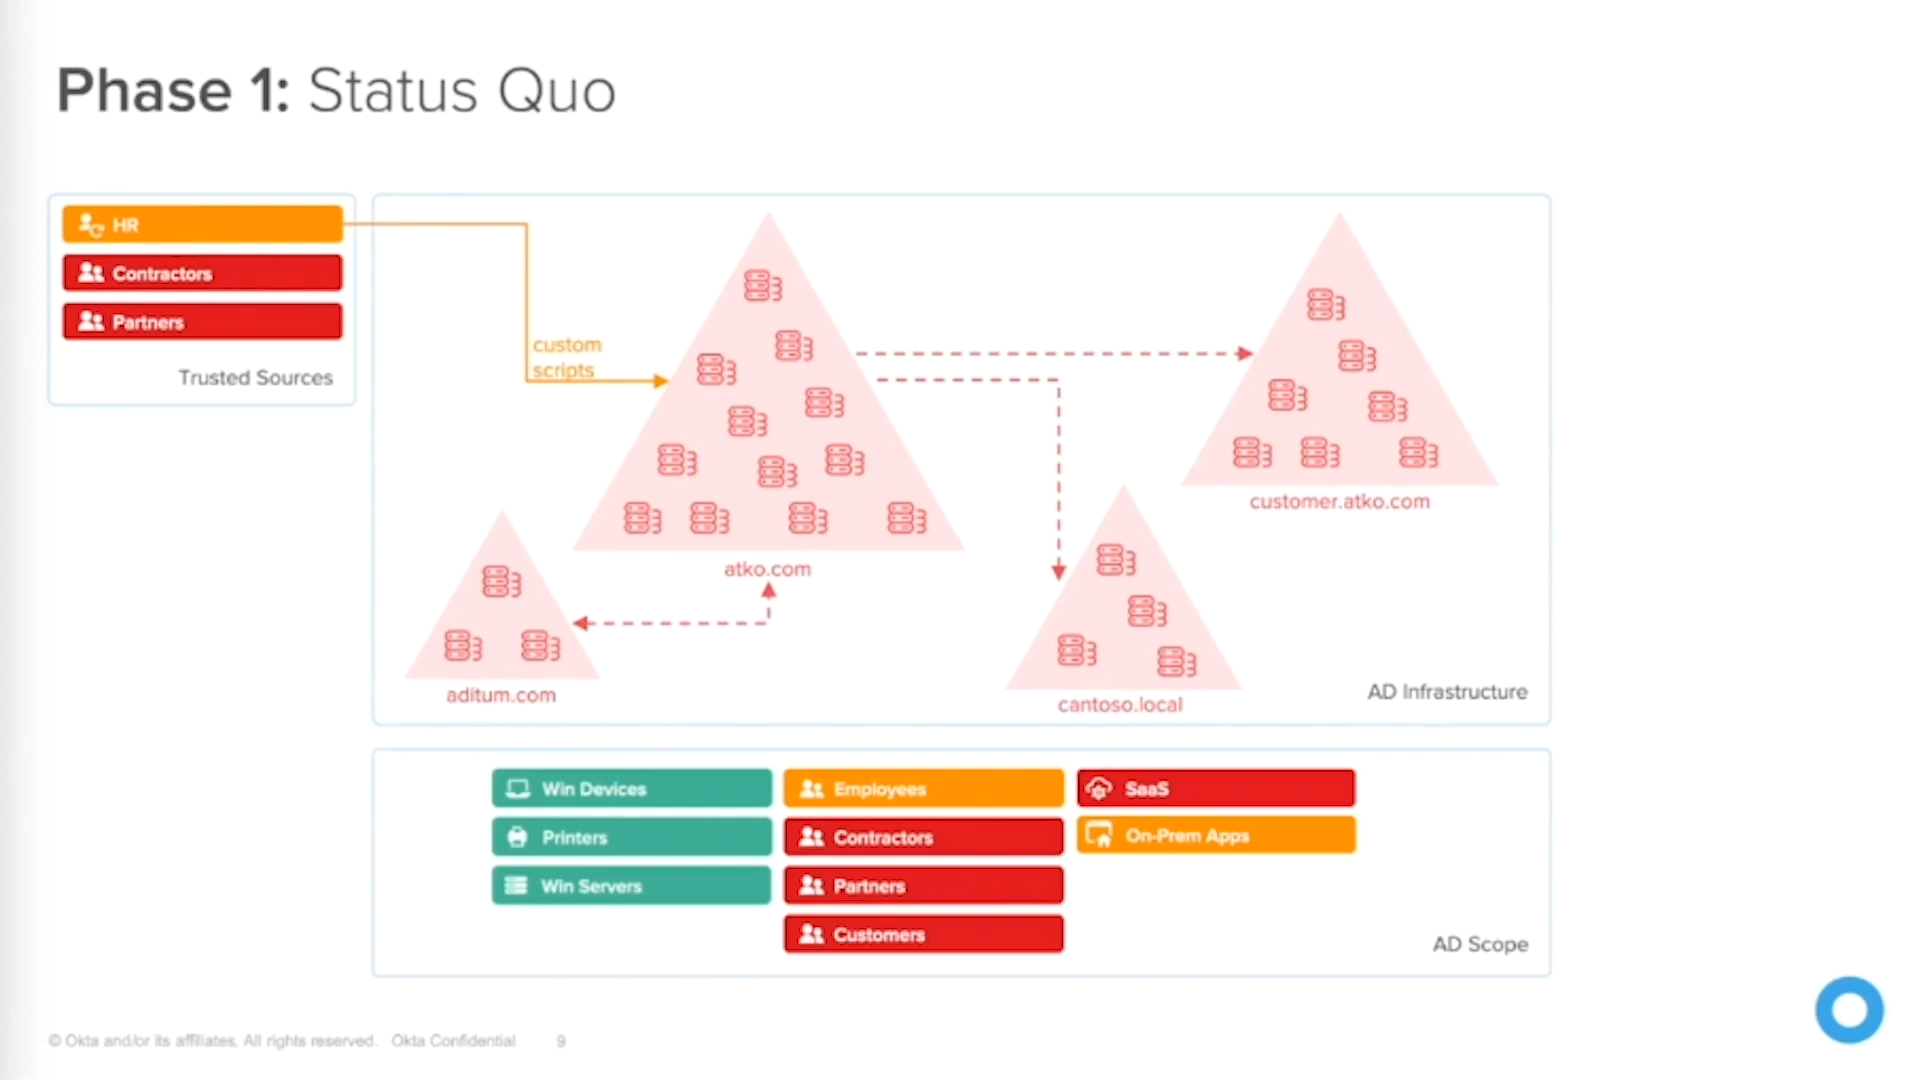 Phase 1: Status Quo
HR
Contractors
Partners
Trusted Sources
custom
scripts
atko.com
customer.atko.com
aditum.com
cantoso.local
AD Infrastructure
Win Devices
Printers
Win Servers
Employees
Contractors
Partners
Customers
SaaS
On-Prem Apps
AD Scope
© Okta and/or its affiliates. All rights reserved. Okta Confidential 9